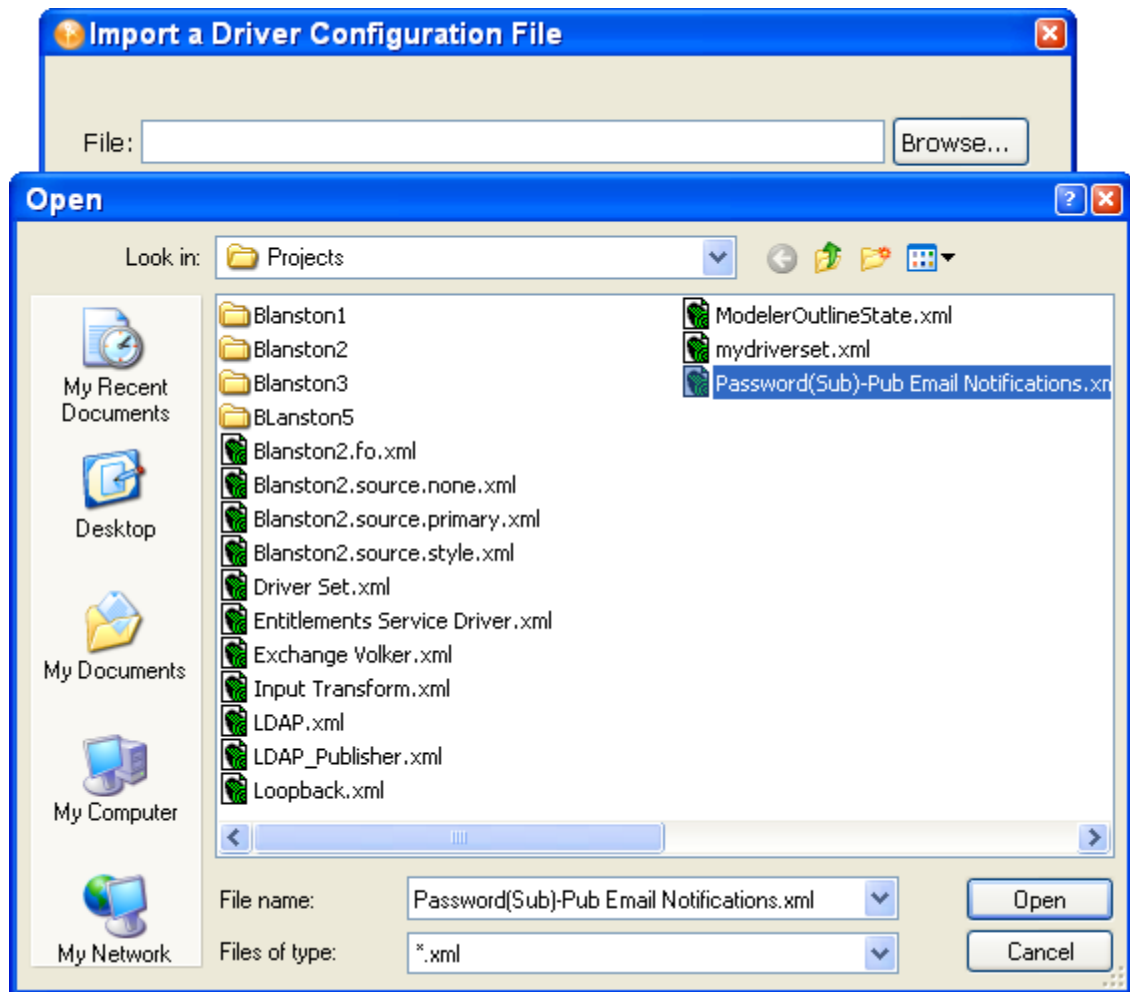 Import a Driver Configuration File
File:
Browse...
Open
Look in:
Projects
My Recent
Documents
Desktop
My Documents
My Computer
My Network
Blanston1
Blanston2
Blanston3
BLanston5
Blanston2.fo.xml
Blanston2.source.none.xml
Blanston2.source.primary.xml
Blanston2.source.style.xml
Driver Set.xml
Entitlements Service Driver.xml
Exchange Volker.xml
Input Transform.xml
LDAP.xml
LDAP_Publisher.xml
Loopback.xml
ModelerOutlineState.xml
mydriverset.xml
Password(Sub)-Pub Email Notifications.xm
File name:
Password(Sub)-Pub Email Notifications.xml
Open
Files of type:
*.xml
Cancel